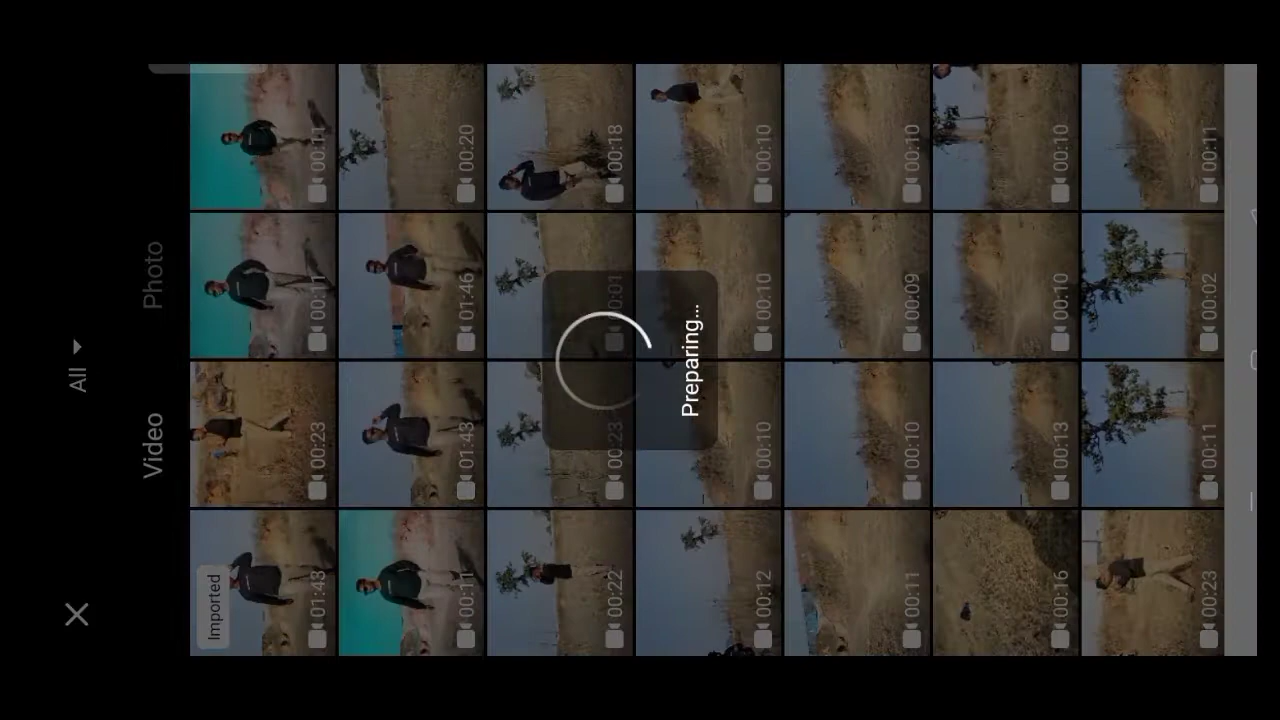 All
Video Photo
Imported
01:43 00:23 00:11 00:11
00:11 01:43 01:46 00:20
00:22 00:23 00:01 00:18
Preparing...
00:12 00:10 00:10 00:10
00:11 00:10 00:09 00:10
00:16 00:13 00:10 00:10
00:23 00:11 00:02 00:11